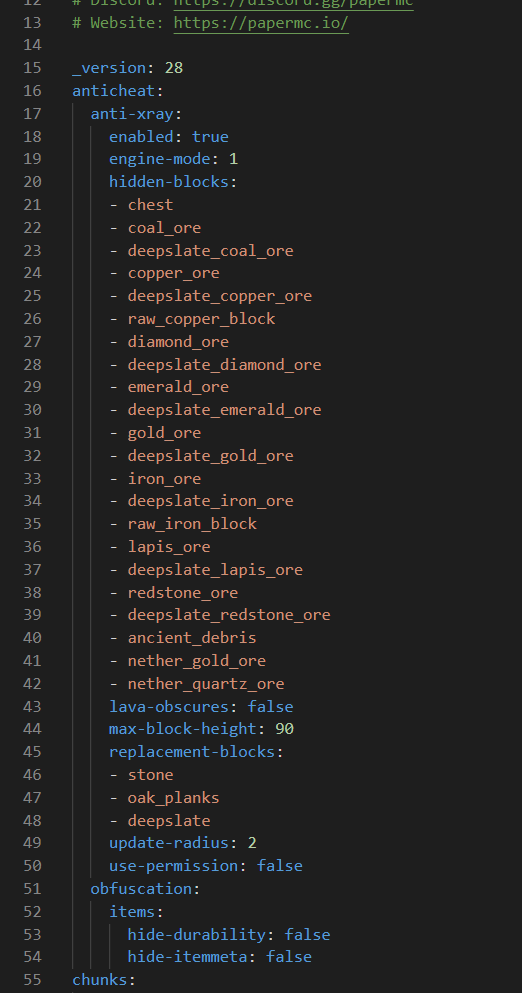 12 # Discord: https://discord.gg/papermc
13 # Website: https://papermc.io/
14
15 _version: 28
16 anticheat:
17   anti-xray:
18     enabled: true
19     engine-mode: 1
20     hidden-blocks:
21     - chest
22     - coal_ore
23     - deepslate_coal_ore
24     - copper_ore
25     - deepslate_copper_ore
26     - raw_copper_block
27     - diamond_ore
28     - deepslate_diamond_ore
29     - emerald_ore
30     - deepslate_emerald_ore
31     - gold_ore
32     - deepslate_gold_ore
33     - iron_ore
34     - deepslate_iron_ore
35     - raw_iron_block
36     - lapis_ore
37     - deepslate_lapis_ore
38     - redstone_ore
39     - deepslate_redstone_ore
40     - ancient_debris
41     - nether_gold_ore
42     - nether_quartz_ore
43     lava-obscures: false
44     max-block-height: 90
45     replacement-blocks:
46     - stone
47     - oak_planks
48     - deepslate
49     update-radius: 2
50     use-permission: false
51   obfuscation:
52     items:
53       hide-durability: false
54       hide-itemmeta: false
55 chunks: